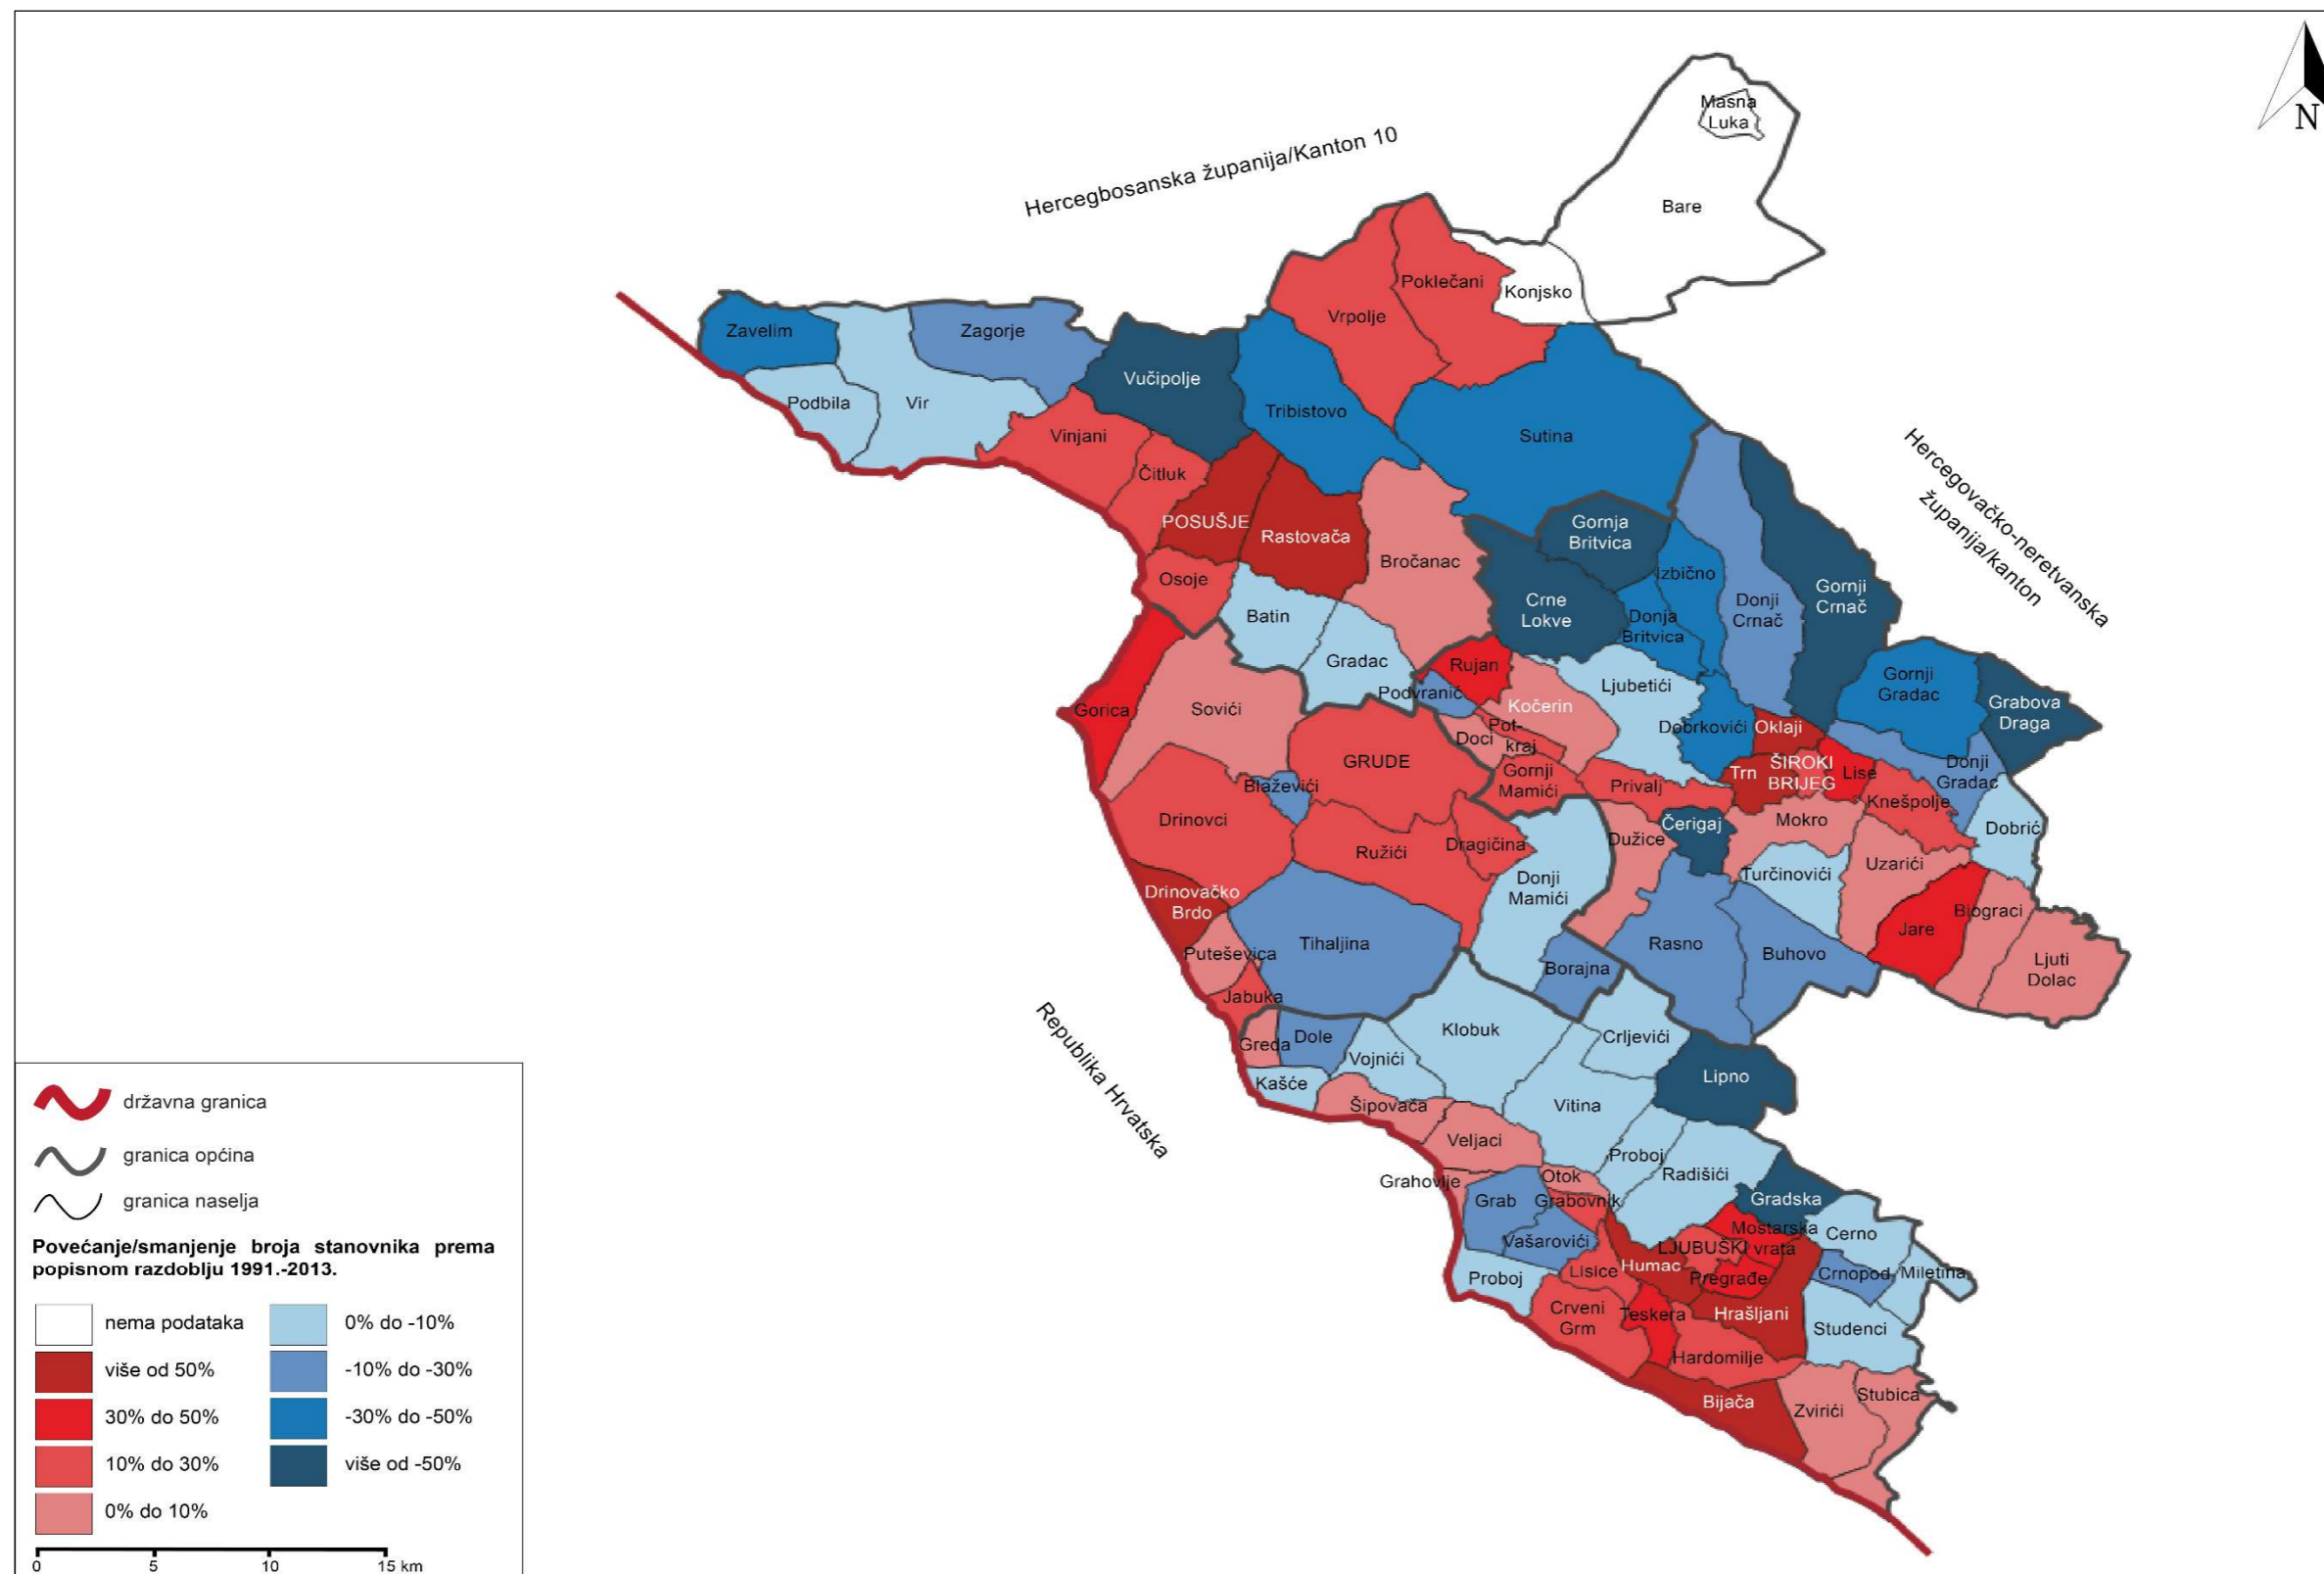 N
Hercegbosanska županija/Kanton 10
Masna
Luka
Bare
Poklečani
Konjsko
Vrpolje
Zavelim
Zagorje
Vučipolje
Podbila
Vir
Tribistovo
Vinjani
Sutina
Čitluk
Hercegovačko-neretvanska
županija/kanton
POSUŠJE
Rastovača
Bročanac
Gornja
Britvica
Osoje
Izbično
Crne
Lokve
Donja
Britvica
Donji
Crnač
Gornji
Crnač
Batin
Gradac
Rujan
Podvranić
Ljubetići
Gornji
Gradac
Grabova
Draga
Gorica
Sovići
Kočerin
Doci
Pot-
kraj
Dobrkovići
Oklaji
GRUDE
Gornji
Mamići
Privalj
Trn
ŠIROKI
BRIJEG
Lise
Donji
Gradac
Blaževići
Knešpolje
Drinovci
Ružići
Dragičina
Dužice
Čerigaj
Mokro
Dobrić
Uzarići
Turčinovići
Donji
Mamići
Drinovačko
Brdo
Biograci
Jare
Puteševica
Tihaljina
Rasno
Buhovo
Borajna
Ljuti
Dolac
Jabuka
Republika Hrvatska
Greda
Dole
Vojnići
Klobuk
Crljevići
Kašće
Lipno
Šipovača
Vitina
Veljaci
Proboj
Radišići
Grahovlje
Otok
Grab
Grabovnik
Gradska
Vašarovići
Mostarska
vrata
Cerno
LJUBUŠKI
Proboj
Lisice
Humac
Pregrađe
Crnopod
Miletina
Crveni
Grm
Teskera
Hrašljani
Studenci
Hardomilje
Bijača
Zvirići
Stubica
državna granica
granica općina
granica naselja
Povećanje/smanjenje broja stanovnika prema
popisnom razdoblju 1991.-2013.
nema podataka
više od 50%
30% do 50%
10% do 30%
0% do 10%
0% do -10%
-10% do -30%
-30% do -50%
više od -50%
0 5 10 15 km